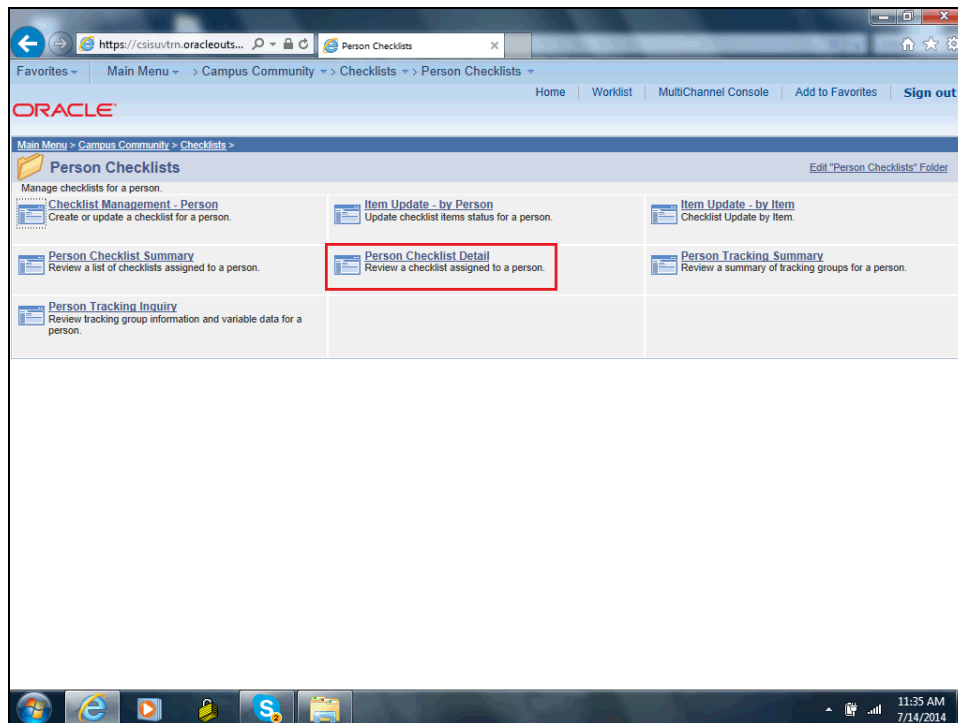 https://csisuvtrn.oracleouts...
Person Checklists
Favorites
Main Menu > Campus Community > Checklists > Person Checklists
Home
Worklist
MultiChannel Console
Add to Favorites
Sign out
ORACLE
Main Menu > Campus Community > Checklists >
Person Checklists
Edit "Person Checklists" Folder
Manage checklists for a person.
Checklist Management - Person
Create or update a checklist for a person.
Item Update - by Person
Update checklist items status for a person.
Item Update - by Item
Checklist Update by Item.
Person Checklist Summary
Review a list of checklists assigned to a person.
Person Checklist Detail
Review a checklist assigned to a person.
Person Tracking Summary
Review a summary of tracking groups for a person.
Person Tracking Inquiry
Review tracking group information and variable data for a
person.
11:35 AM
7/14/2014